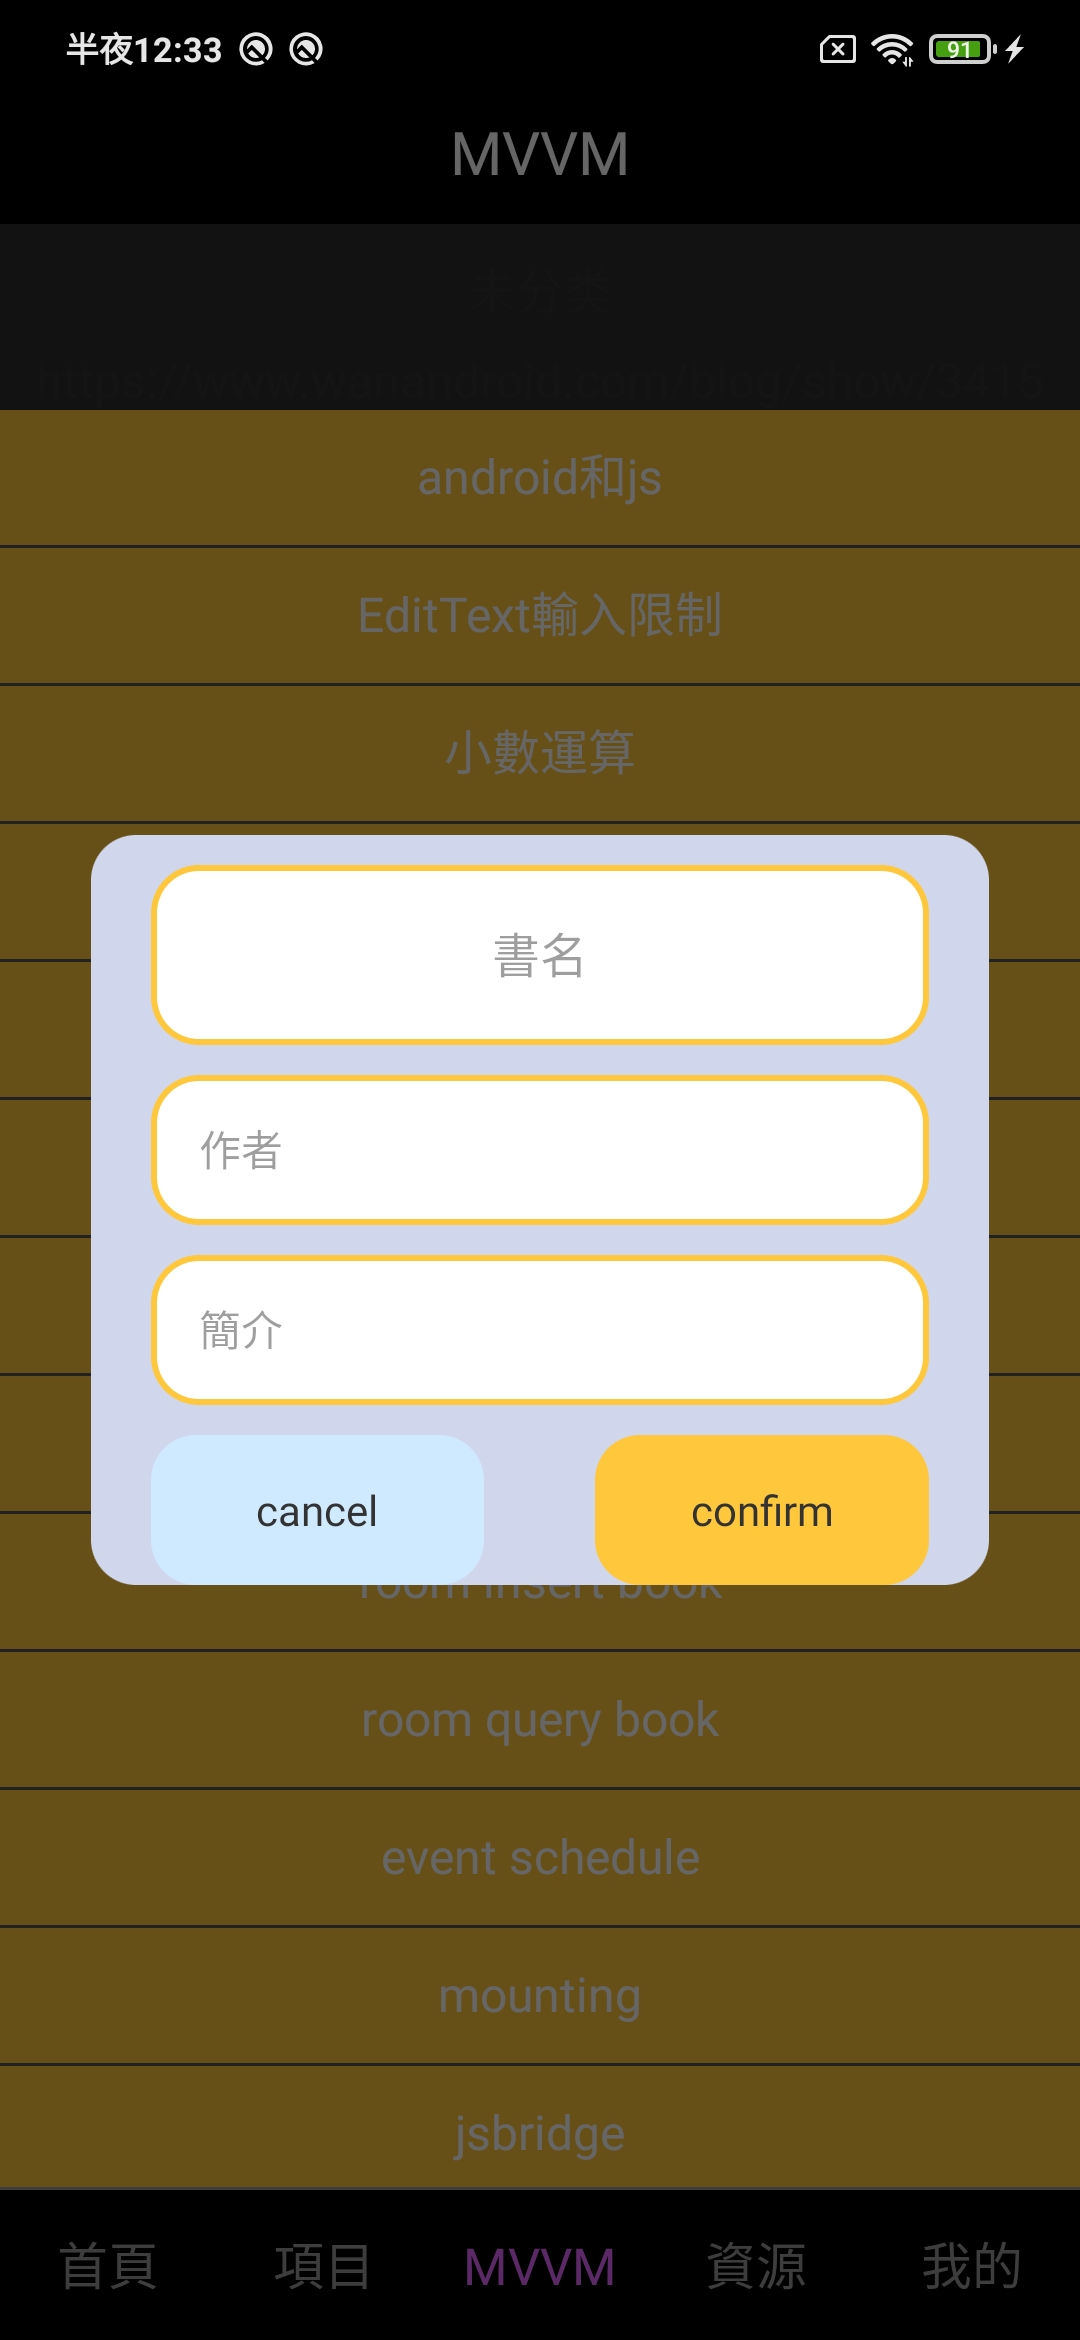 半夜12:33
91
MVVM
未分类
https://www.wanandroid.com/blog/show/3415
android和js
EditText輸入限制
小數運算
書名
作者
簡介
cancel
confirm
room insert book
room query book
event schedule
mounting
jsbridge
首頁
項目
MVVM
資源
我的